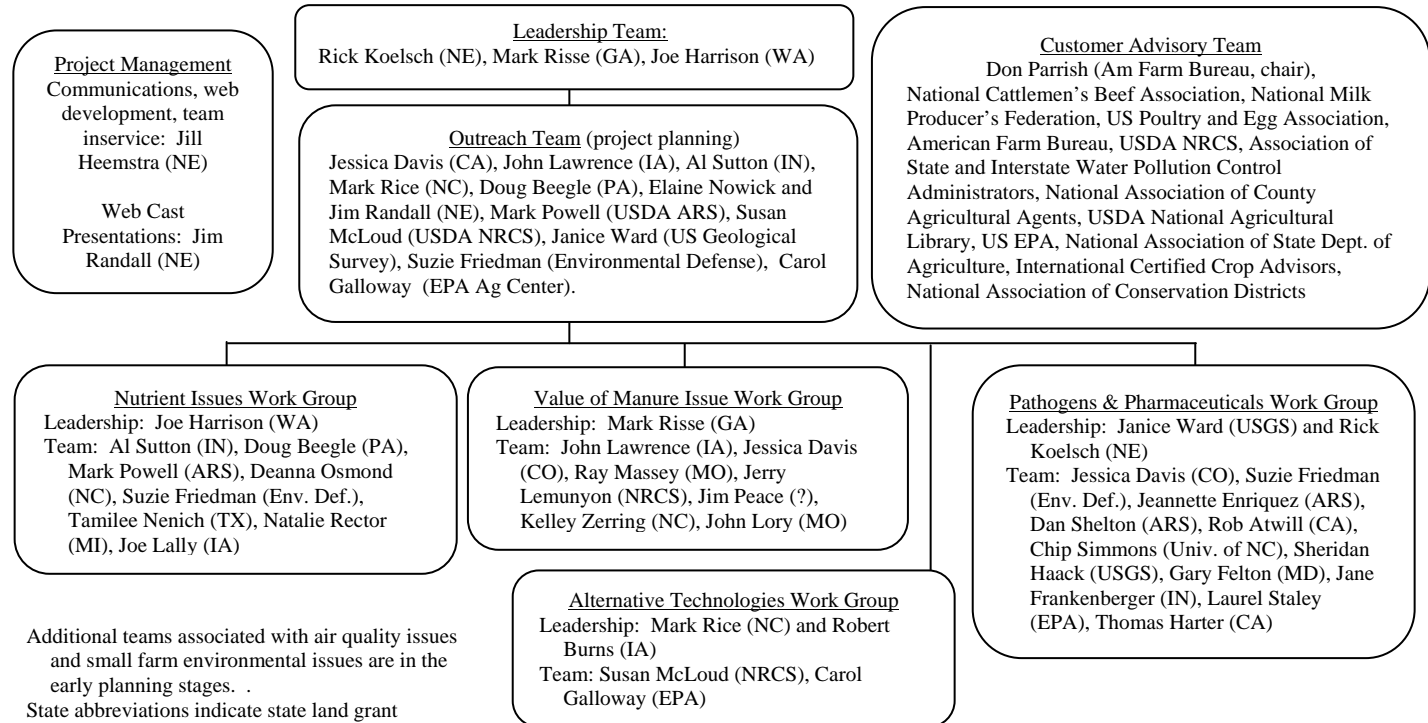 Leadership Team:
Rick Koelsch (NE), Mark Risse (GA), Joe Harrison (WA)
Project Management
Communications, web
development, team
inservice: Jill
Heemstra (NE)
Web Cast
Presentations: Jim
Randall (NE)
Outreach Team (project planning)
Jessica Davis (CA), John Lawrence (IA), Al Sutton (IN),
Mark Rice (NC), Doug Beegle (PA), Elaine Nowick and
Jim Randall (NE), Mark Powell (USDA ARS), Susan
McLoud (USDA NRCS), Janice Ward (US Geological
Survey), Suzie Friedman (Environmental Defense), Carol
Galloway (EPA Ag Center).
Customer Advisory Team
Don Parrish (Am Farm Bureau, chair),
National Cattlemen's Beef Association, National Milk
Producer's Federation, US Poultry and Egg Association,
American Farm Bureau, USDA NRCS, Association of
State and Interstate Water Pollution Control
Administrators, National Association of County
Agricultural Agents, USDA National Agricultural
Library, US EPA, National Association of State Dept. of
Agriculture, International Certified Crop Advisors,
National Association of Conservation Districts
Nutrient Issues Work Group
Leadership: Joe Harrison (WA)
Team: Al Sutton (IN), Doug Beegle (PA),
Mark Powell (ARS), Deanna Osmond
(NC), Suzie Friedman (Env. Def.),
Tamilee Nenich (TX), Natalie Rector
(MI), Joe Lally (IA)
Value of Manure Issue Work Group
Leadership: Mark Risse (GA)
Team: John Lawrence (IA), Jessica Davis
(CO), Ray Massey (MO), Jerry
Lemunyon (NRCS), Jim Peace (?),
Kelley Zerring (NC), John Lory (MO)
Pathogens & Pharmaceuticals Work Group
Leadership: Janice Ward (USGS) and Rick
Koelsch (NE)
Team: Jessica Davis (CO), Suzie Friedman
(Env. Def.), Jeannette Enriquez (ARS),
Dan Shelton (ARS), Rob Atwill (CA),
Chip Simmons (Univ. of NC), Sheridan
Haack (USGS), Gary Felton (MD), Jane
Frankenberger (IN), Laurel Staley
(EPA), Thomas Harter (CA)
Alternative Technologies Work Group
Leadership: Mark Rice (NC) and Robert
Burns (IA)
Team: Susan McLoud (NRCS), Carol
Galloway (EPA)
Additional teams associated with air quality issues
and small farm environmental issues are in the
early planning stages. .
State abbreviations indicate state land grant